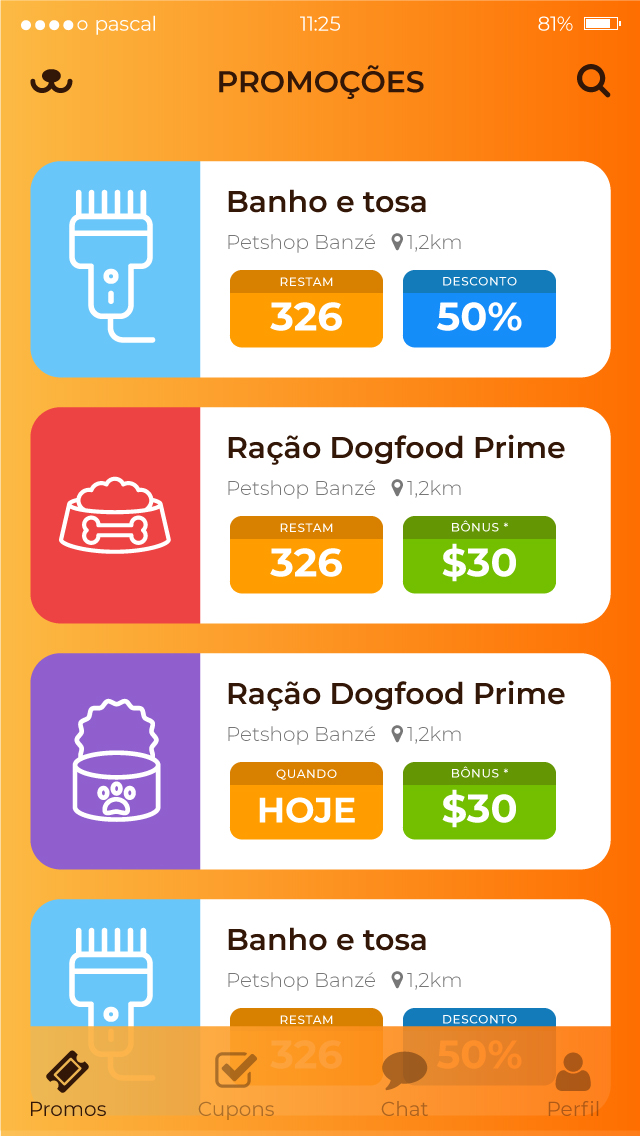 pascal 11:25 81%
PROMOÇÕES
Banho e tosa
Petshop Banzé 1,2km
RESTAM DESCONTO
326 50%
Ração Dogfood Prime
Petshop Banzé 1,2km
RESTAM BÔNUS *
326 $30
Ração Dogfood Prime
Petshop Banzé 1,2km
QUANDO BÔNUS *
HOJE $30
Banho e tosa
Petshop Banzé 1,2km
RESTAM DESCONTO
326 50%
Promos Cupons Chat Perfil